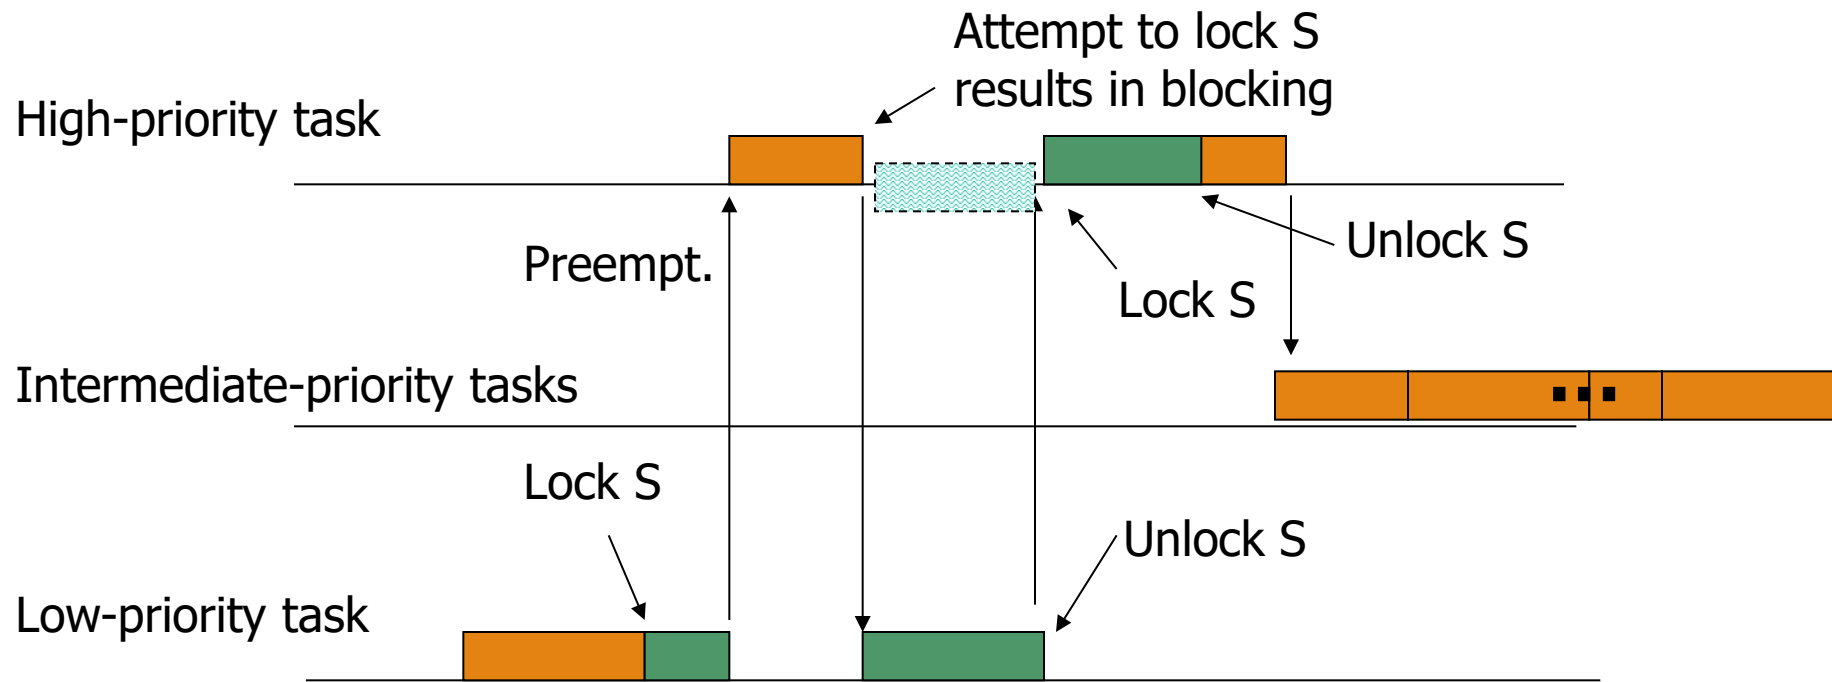 Attempt to lock S
results in blocking
High-priority task
Unlock S
Preempt.
Lock S
Intermediate-priority tasks
Lock S
Unlock S
Low-priority task